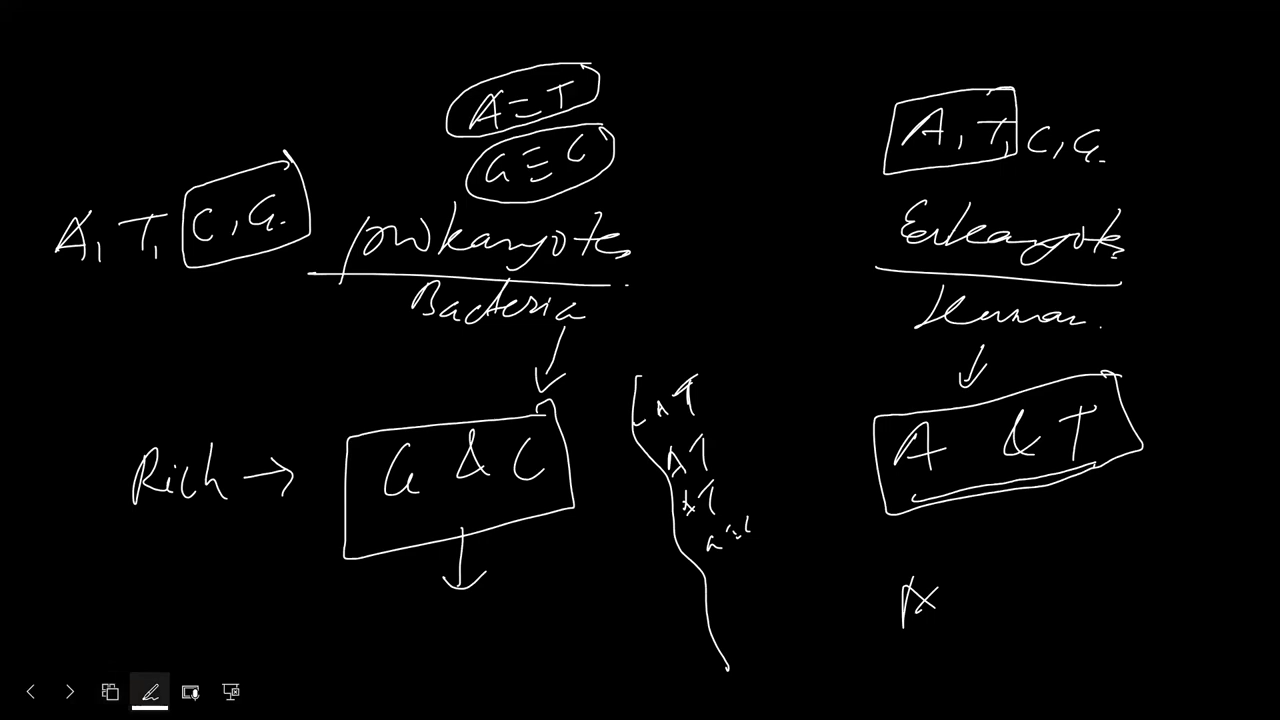 A = T
G ≡ C
A, T, C, G.
A, T, C, G.
prokaryotes
Eukaryotes
Bacteria
Human.
A T
G & C
A & T
Rich →
A T
A T
G ≡ C